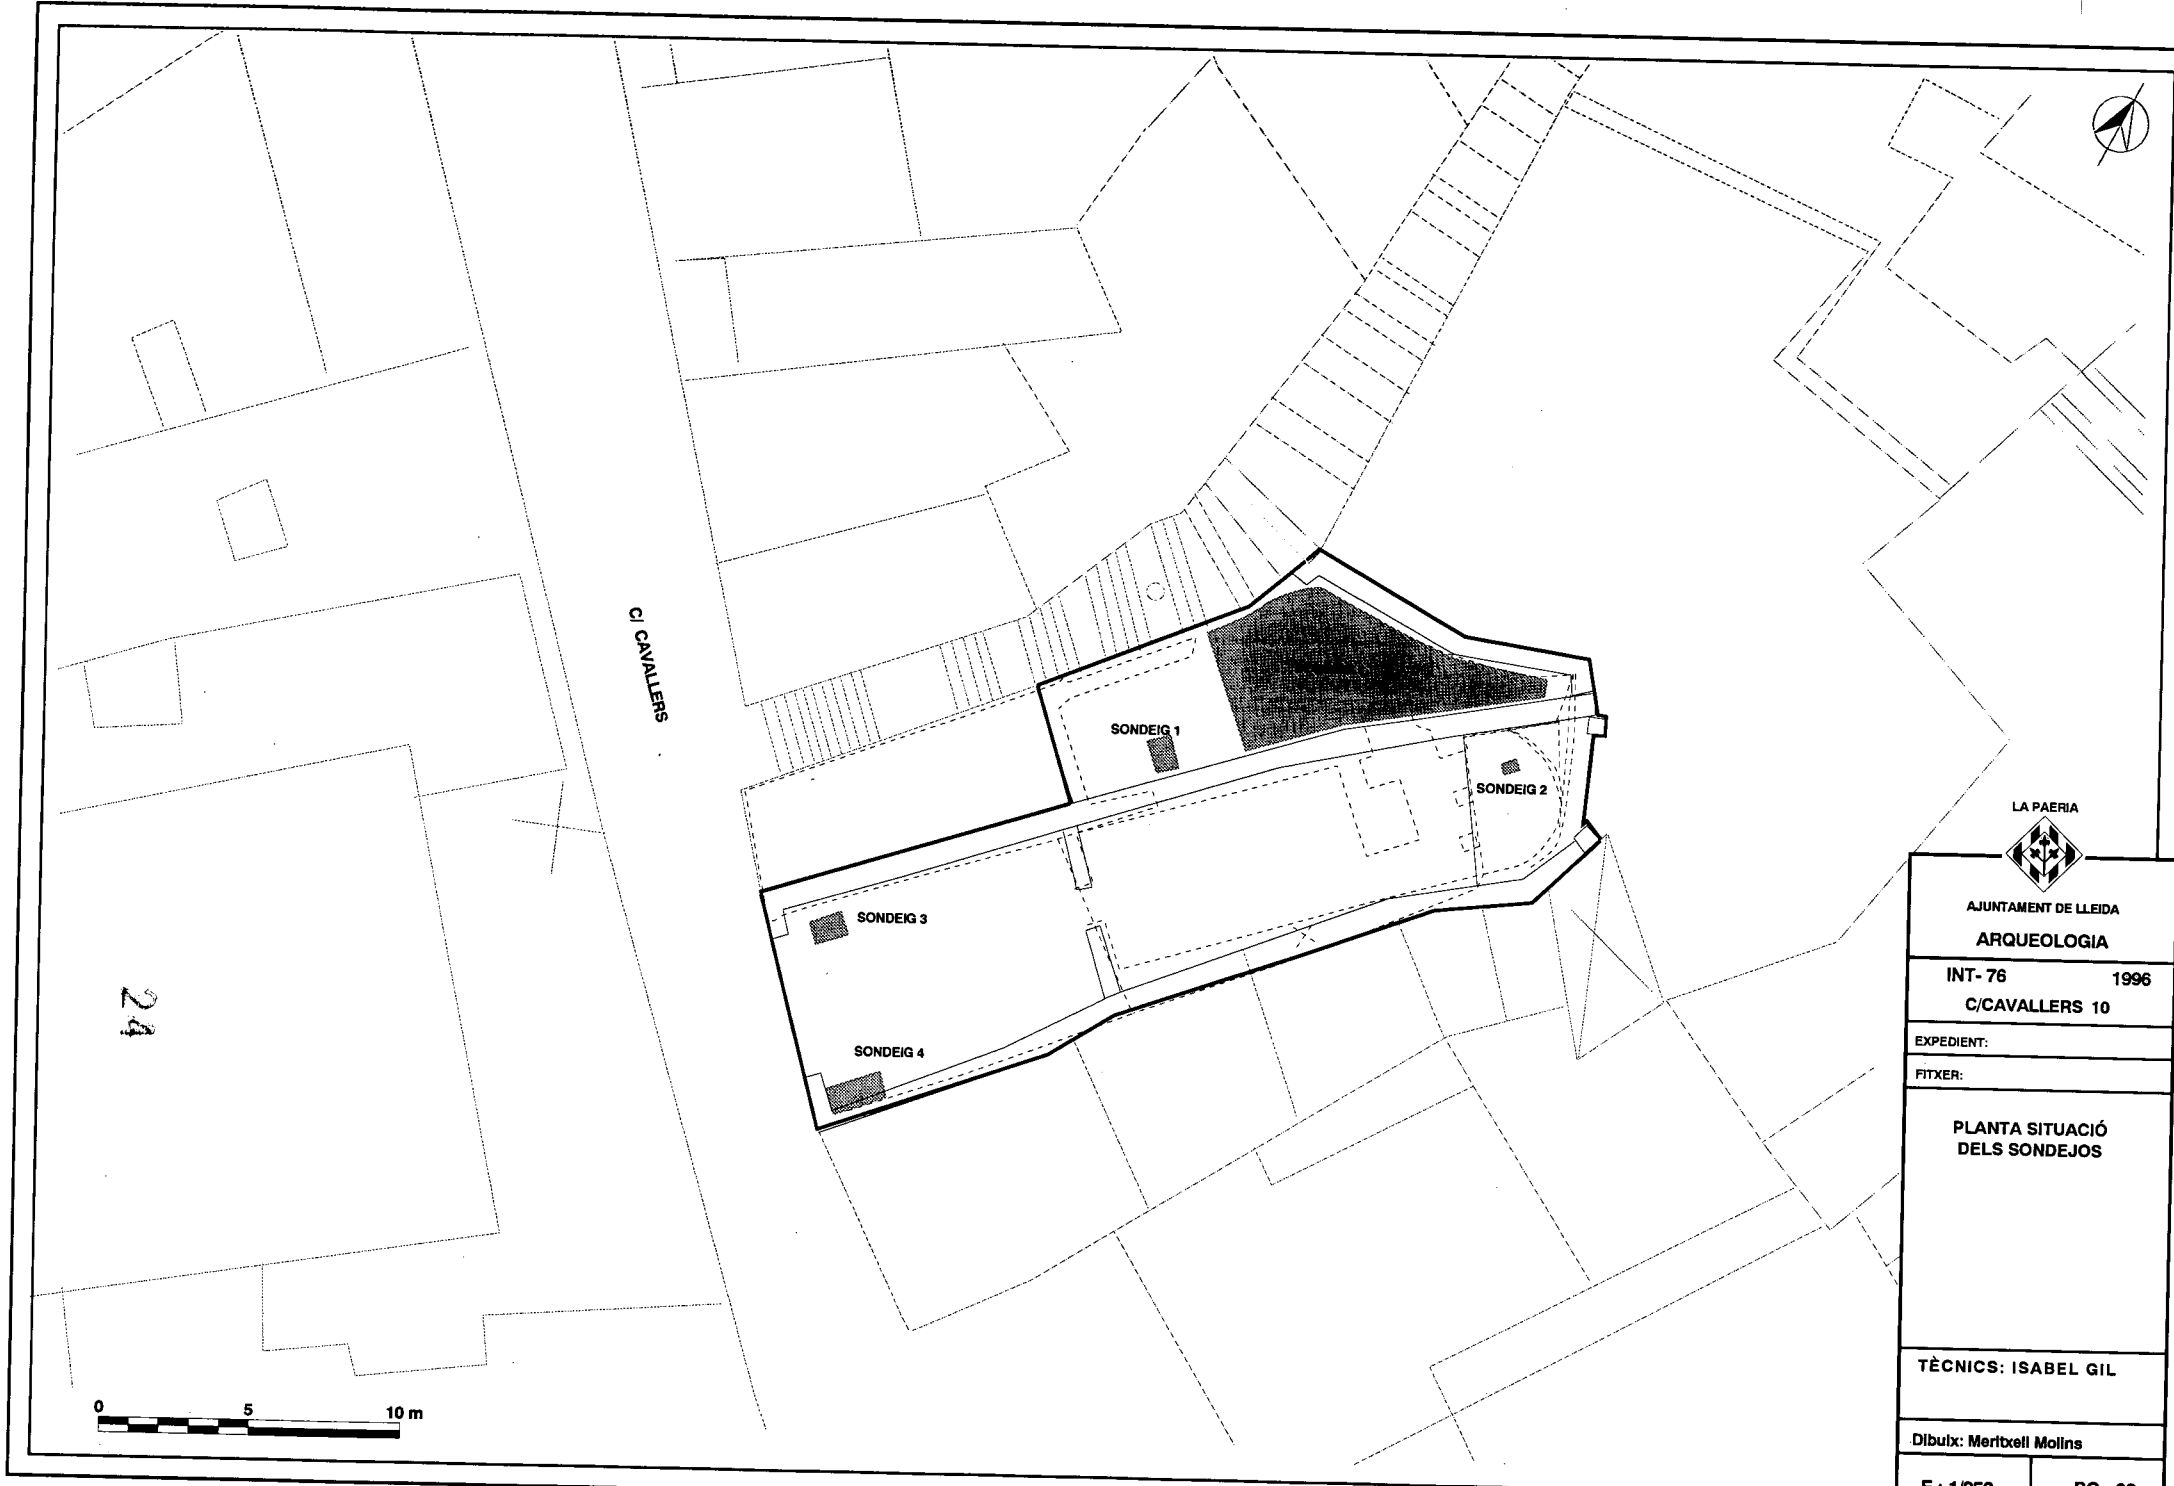 C/ CAVALLERS
SONDEIG 1
SONDEIG 2
SONDEIG 3
SONDEIG 4
24
0 5 10 m
LA PAERIA
AJUNTAMENT DE LLEIDA
ARQUEOLOGIA
INT- 76 1996
C/CAVALLERS 10
EXPEDIENT:
FITXER:
PLANTA SITUACIÓ
DELS SONDEJOS
TÈCNICS: ISABEL GIL
Dibuix: Meritxell Molins